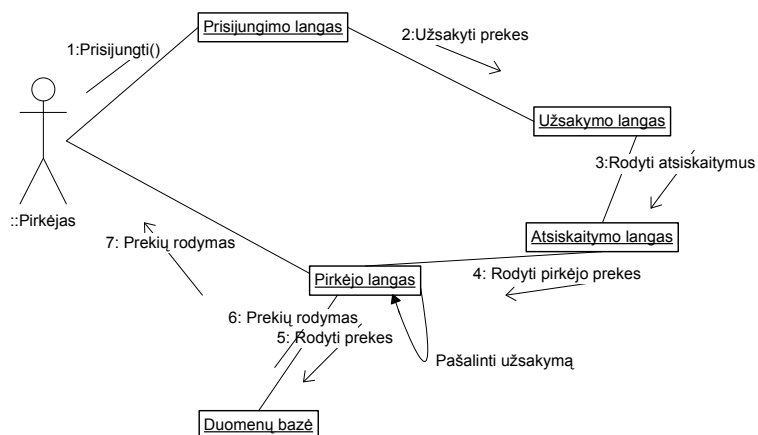 Prisijungimo langas
1:Prisijungti()
2:Užsakyti prekes
Užsakymo langas
3:Rodyti atsiskaitymus
::Pirkėjas
Atsiskaitymo langas
7: Prekių rodymas
Pirkėjo langas
4: Rodyti pirkėjo prekes
6: Prekių rodymas
5: Rodyti prekes
Pašalinti užsakymą
Duomenų bazė